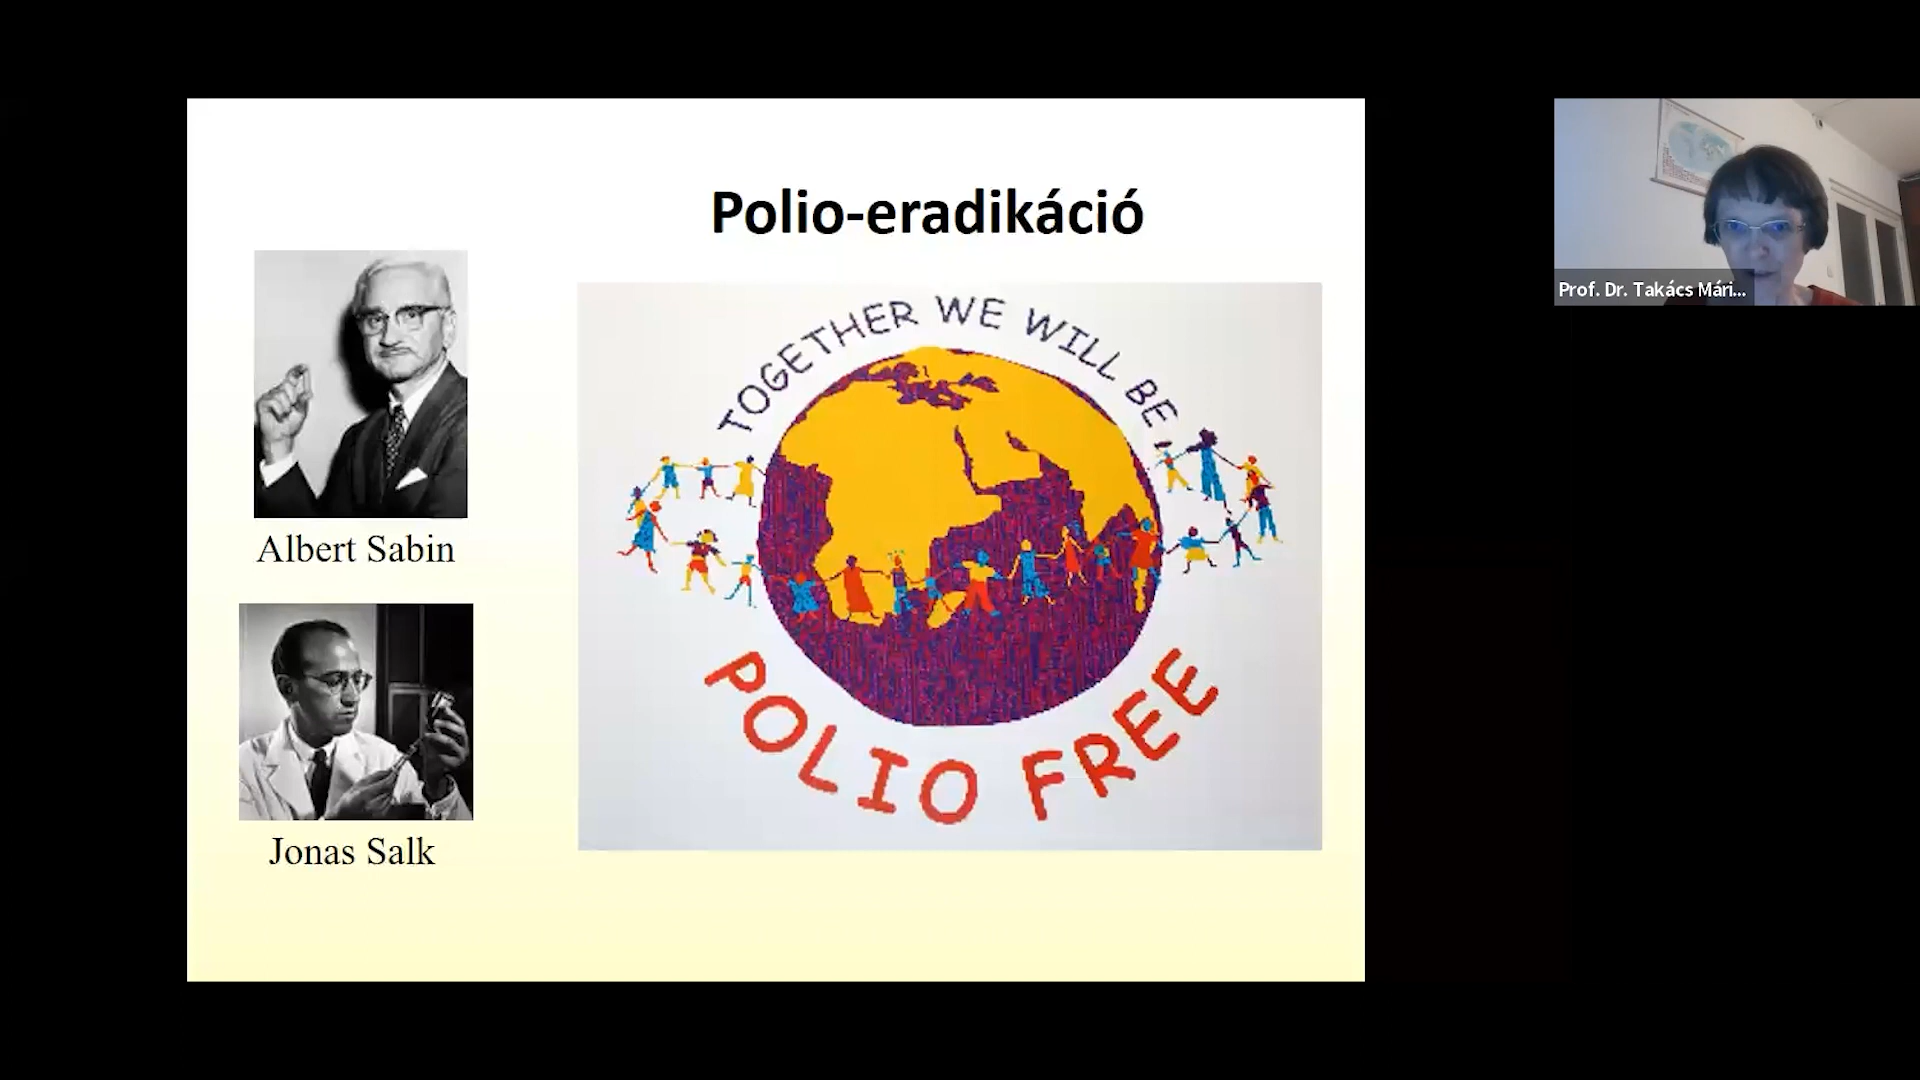 Polio-eradikáció
Albert Sabin
Jonas Salk
TOGETHER WE WILL BE
POLIO FREE
Prof. Dr. Takács Mári...